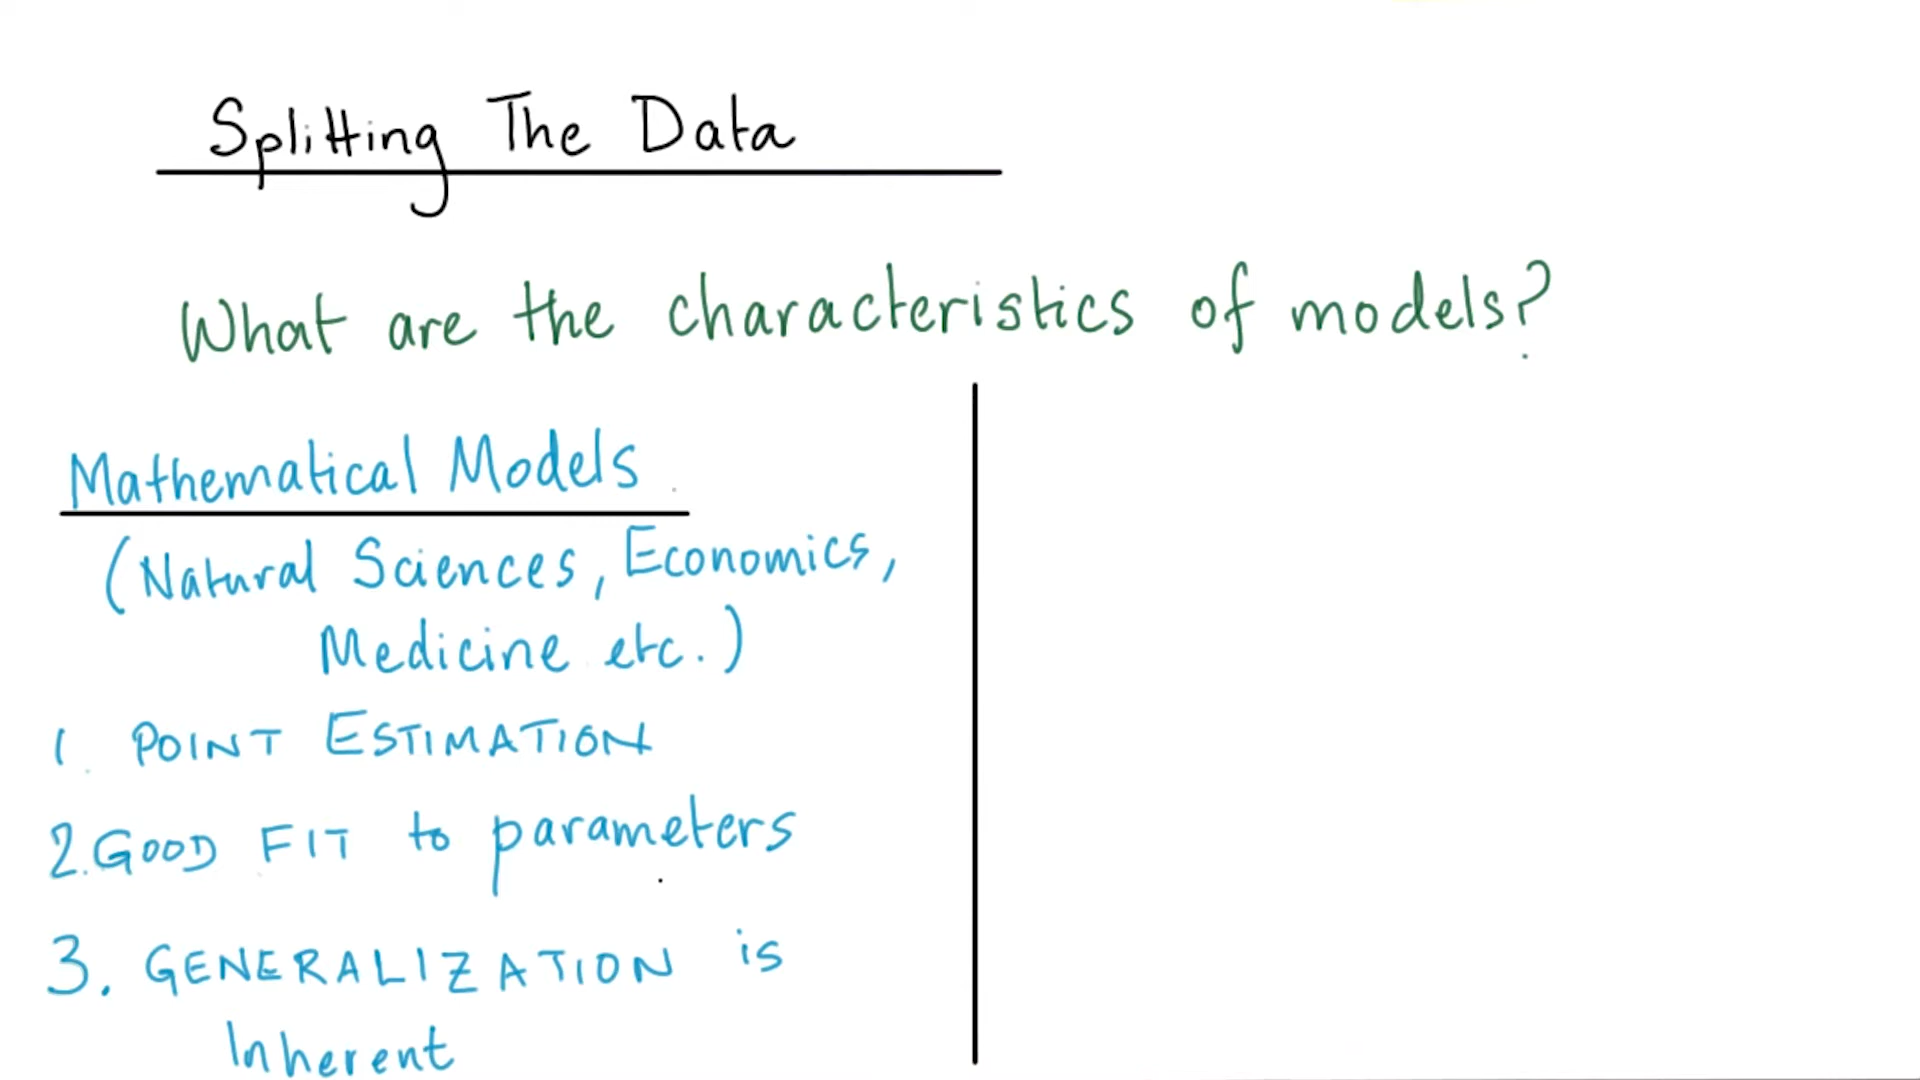 Splitting The Data
What are the characteristics of models?
Mathematical Models
(Natural Sciences, Economics,
Medicine etc.)
1. POINT ESTIMATION
2. GOOD FIT to parameters
3. GENERALIZATION is
Inherent